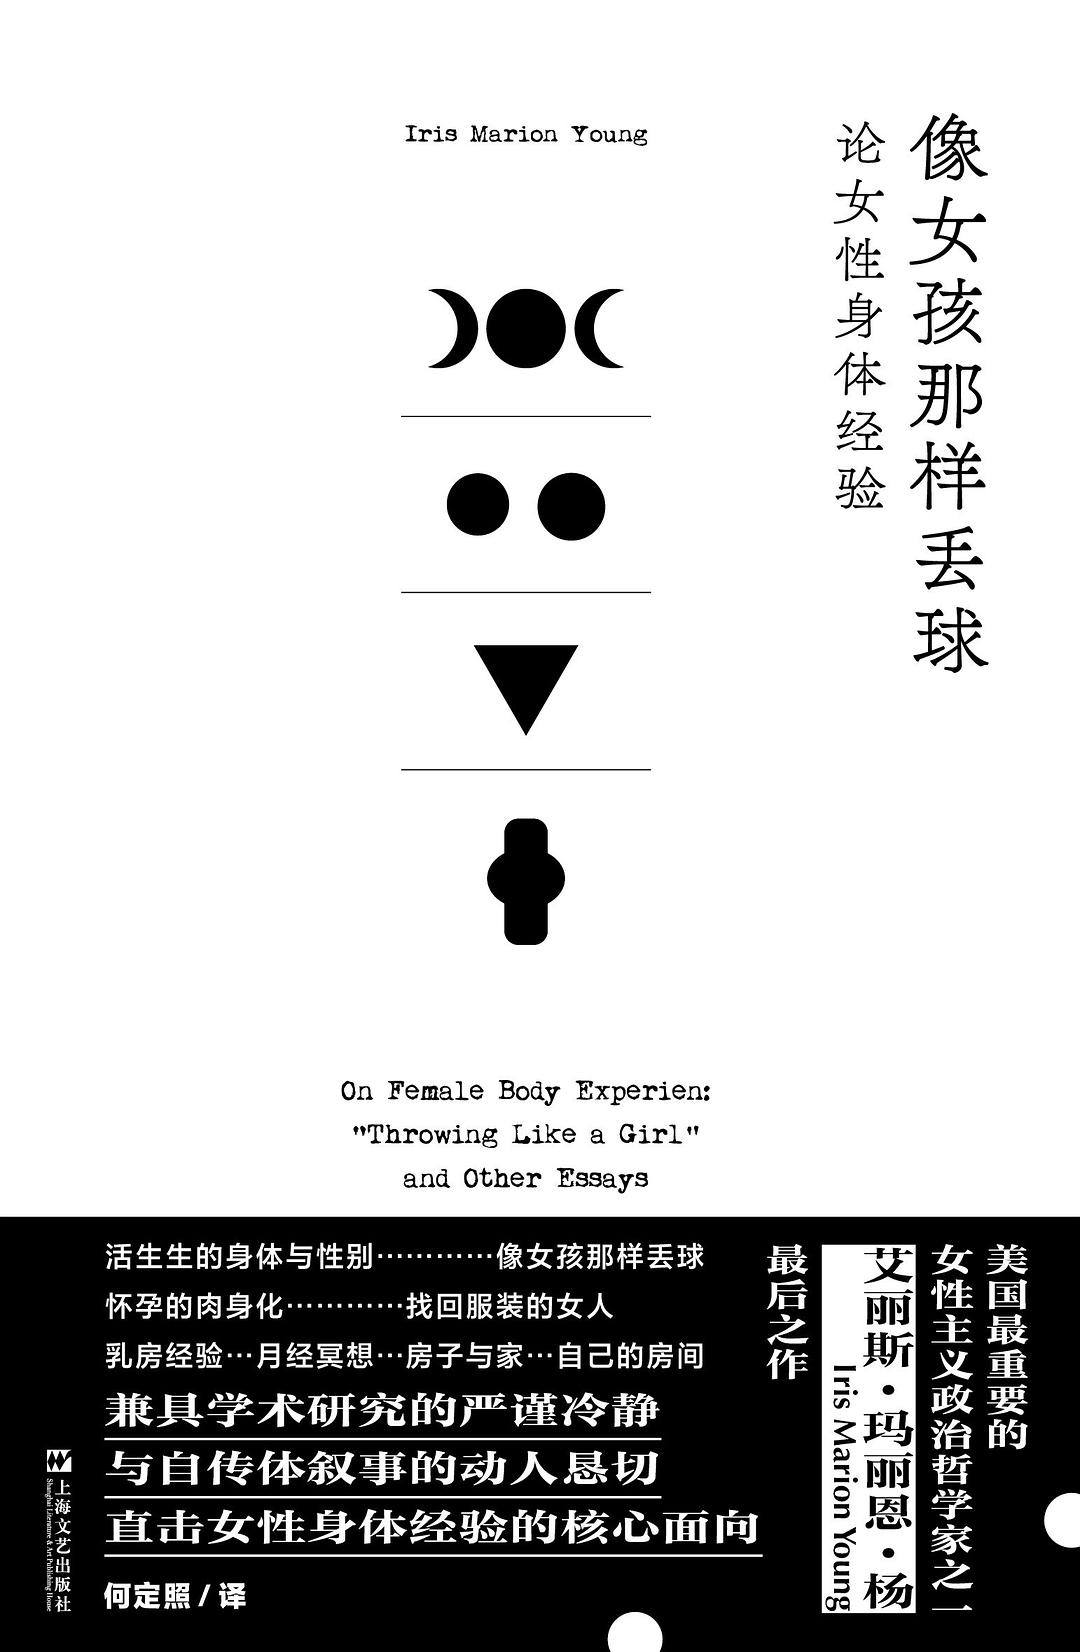 Iris Marion Young
像女孩那样丢球
论女性身体经验
On Female Body Experien:
"Throwing Like a Girl"
and Other Essays
美国最重要的
女性主义政治哲学家之一
艾丽斯·玛丽恩·杨
Iris Marion Young
最后之作
活生生的身体与性别…………像女孩那样丢球
怀孕的肉身化…………找回服装的女人
乳房经验…月经冥想…房子与家…自己的房间
兼具学术研究的严谨冷静
与自传体叙事的动人恳切
直击女性身体经验的核心面向
何定照 / 译
上海文艺出版社
Shanghai Literature & Art Publishing House